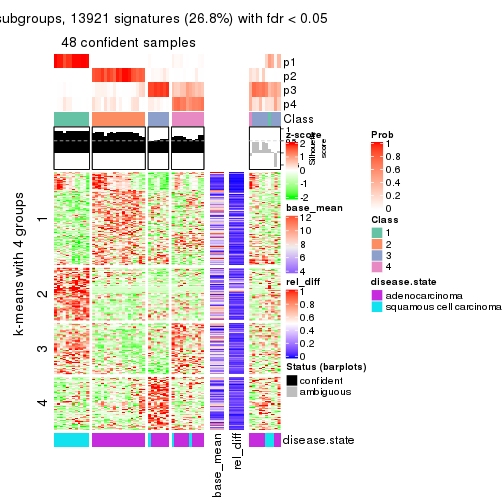 subgroups, 13921 signatures (26.8%) with fdr < 0.05
48 confident samples
p1
p2
p3
p4
Class
1
Silhouette
score
k-means with 4 groups
1
2
3
4
z-score
2
1
0
-1
-2
base_mean
12
10
8
6
4
rel_diff
1
0.8
0.6
0.4
0.2
0
Status (barplots)
confident
ambiguous
Prob
1
0.8
0.6
0.4
0.2
0
Class
1
2
3
4
disease.state
adenocarcinoma
squamous cell carcinoma
disease.state
base_mean
rel_diff